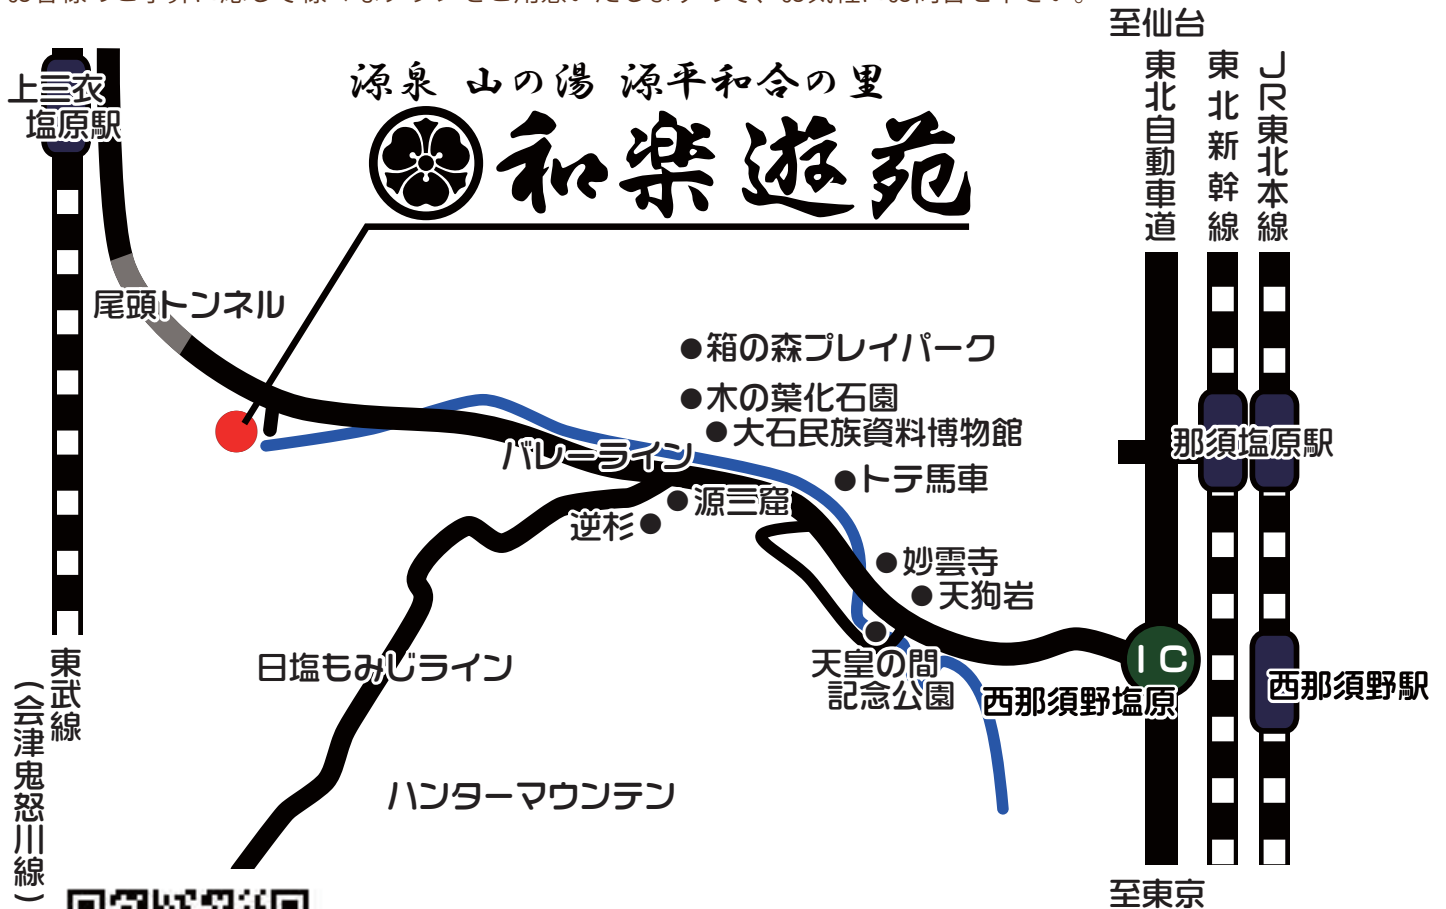 至仙台
東北自動車道
東北新幹線
JR東北本線
上三依
塩原駅
源泉 山の湯 源平和合の里
和楽遊苑
尾頭トンネル
●箱の森プレイパーク
●木の葉化石園
●大石民族資料博物館
那須塩原駅
バレーライン
●トテ馬車
●源三窟
逆杉●
●妙雲寺
●天狗岩
IC
東武線
(会津鬼怒川線)
日塩もみじライン
天皇の間
記念公園
西那須野塩原
西那須野駅
ハンターマウンテン
至東京